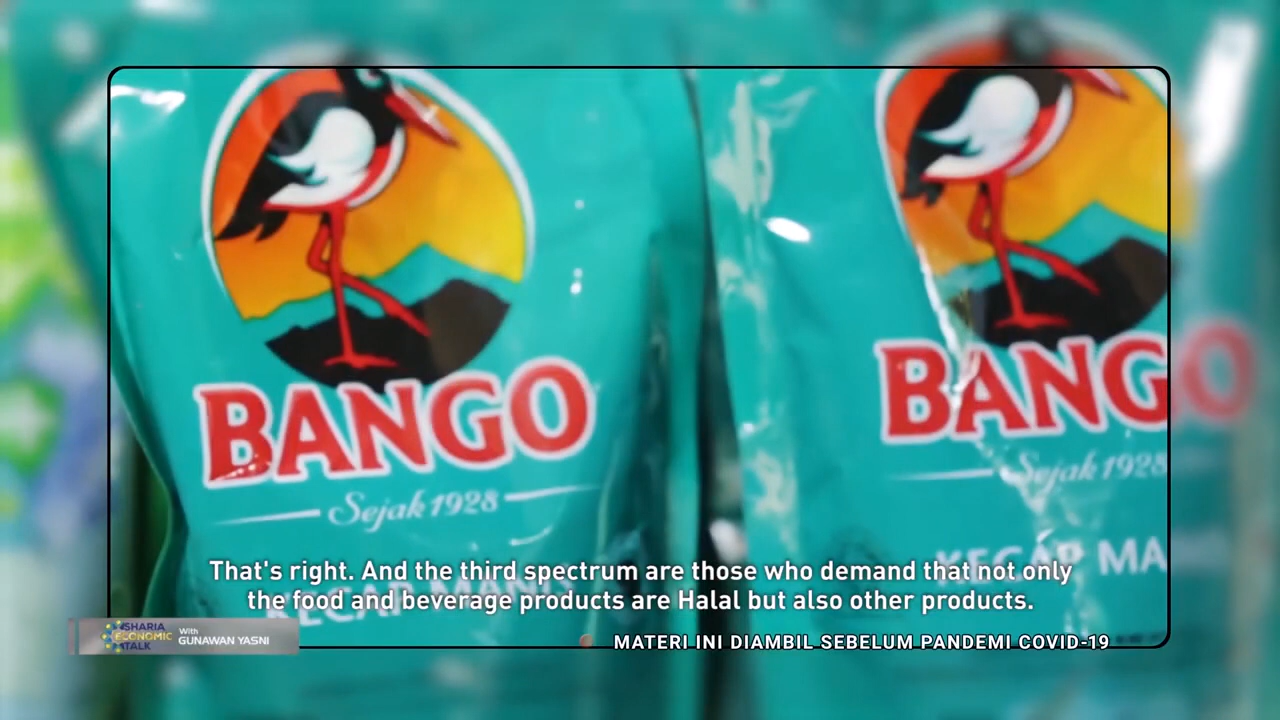 BANGO
Sejak 1928
BANGO
Sejak 1928
KECAP MA
That's right. And the third spectrum are those who demand that not only
the food and beverage products are Halal but also other products.
SHARIA
ECONOMIC
TALK
With
GUNAWAN YASNI
MATERI INI DIAMBIL SEBELUM PANDEMI COVID-19